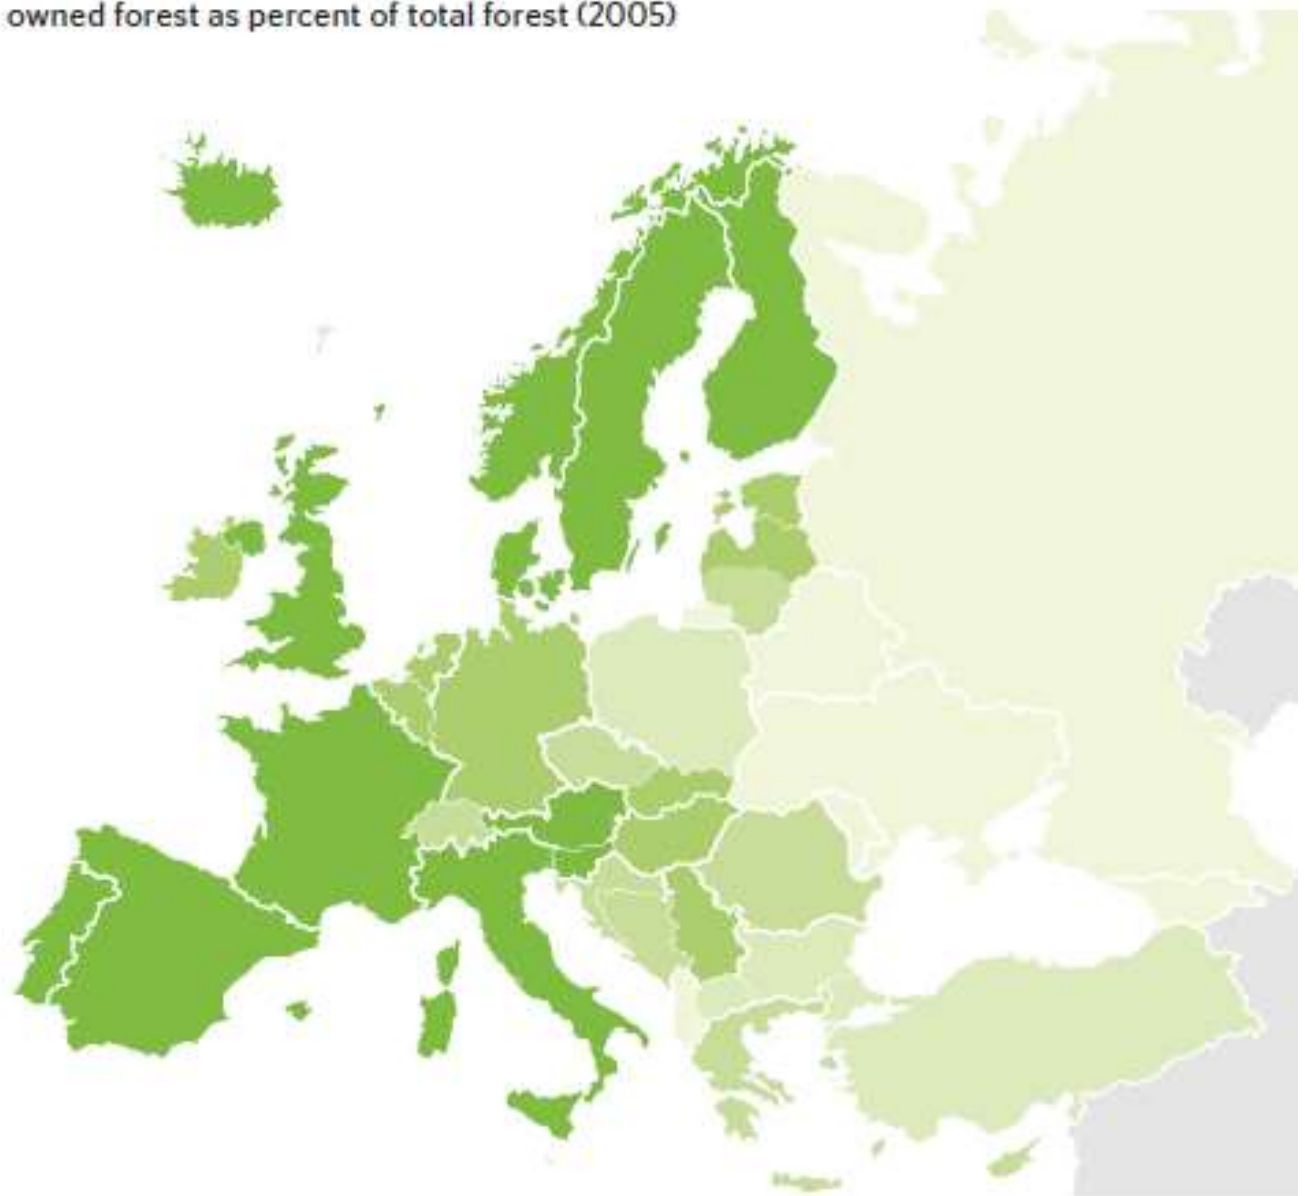 owned forest as percent of total forest (2005)